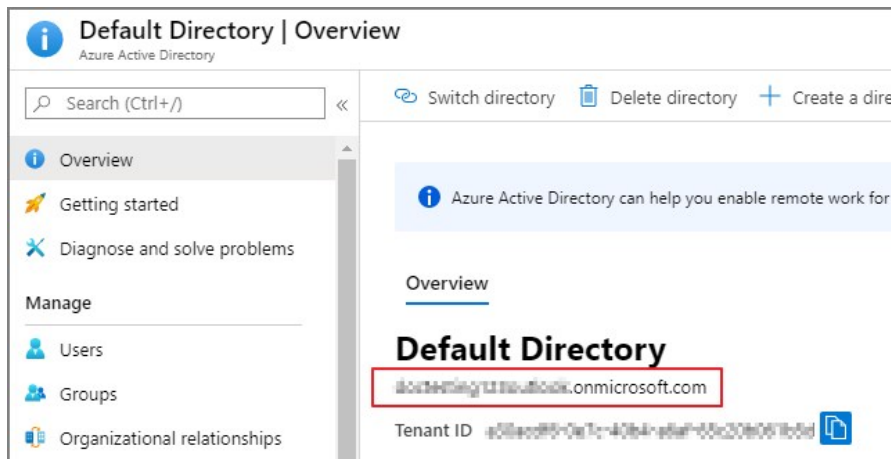 Default Directory | Overview
Azure Active Directory
Search (Ctrl+/)
«
Overview
Getting started
Diagnose and solve problems
Manage
Users
Groups
Organizational relationships
Switch directory
Delete directory
Create a dire
Azure Active Directory can help you enable remote work for
Overview
Default Directory
.onmicrosoft.com
Tenant ID